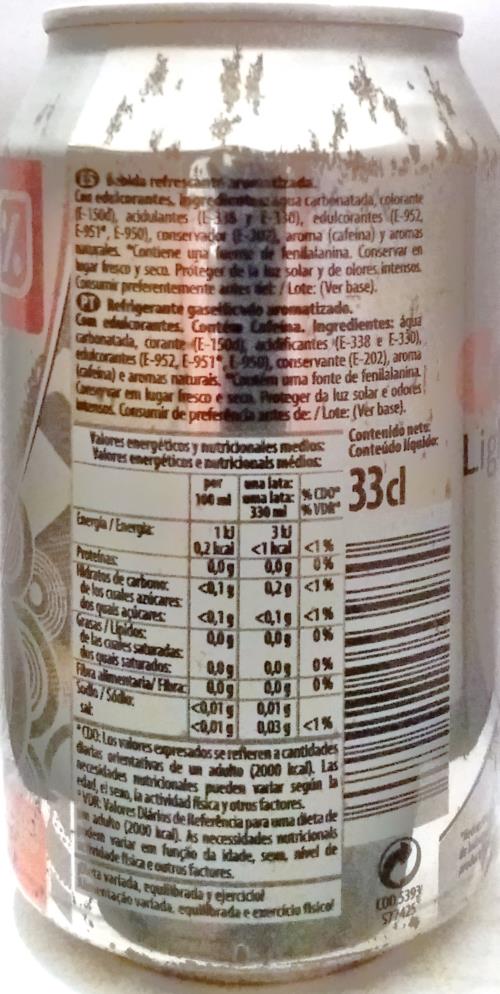 %
ES Bebida refrescante aromatizada.
Con edulcorantes. Ingredientes: agua carbonatada, colorante
(E-150d), acidulantes (E-338 y E-330), edulcorantes (E-952,
E-951*, E-950), conservador (E-202), aroma (cafeína) y aromas
naturales. *Contiene una fuente de fenilalanina. Conservar en
lugar fresco y seco. Proteger de la luz solar y de olores intensos.
Consumir preferentemente antes del: / Lote: (Ver base).
PT Refrigerante gaseificado aromatizado.
Com edulcorantes. Contém Cafeína. Ingredientes: água
carbonatada, corante (E-150d), acidificantes (E-338 e E-330),
edulcorantes (E-952, E-951*, E-950), conservante (E-202), aroma
(cafeína) e aromas naturais. *Contém uma fonte de fenilalanina.
Conservar em lugar fresco e seco. Proteger da luz solar e odores
intensos. Consumir de preferência antes de: / Lote: (Ver base).
Valores energéticos y nutricionales medios:
Valores energéticos e nutricionais médios:
Contenido neto:
Conteúdo líquido:
33cl
Lig
per 100 ml
una lata: uma lata: 330 ml
% CDO* % VDR*
Energía / Energia: 1 kJ 3 kJ
0,2 kcal <1 kcal <1%
Proteínas: 0,0 g 0,0 g 0%
Hidratos de carbono: <0,1 g 0,2 g <1%
de los cuales azúcares:
dos quais açúcares: <0,1 g <0,1 g <1%
Grasas / Lípidos: 0,0 g 0,0 g 0%
de las cuales saturadas:
dos quais saturados: 0,0 g 0,0 g 0%
Fibra alimentaria/ Fibra: 0,0 g 0,0 g 0%
Sodio / Sódio: <0,01 g 0,01 g
sal: <0,01 g 0,03 g <1%
*CDO: Los valores expresados se refieren a cantidades
diarias orientativas de un adulto (2000 kcal). Las
necesidades nutricionales pueden variar según la
edad, el sexo, la actividad física y otros factores.
*VDR: Valores Diários de Referência para uma dieta de
um adulto (2000 kcal). As necessidades nutricionais
podem variar em função da idade, sexo, nível de
atividade física e outros factores.
variada, equilibrada y ejercicio!
variada, equilibrada e exercício físico!
COD.5393
57742